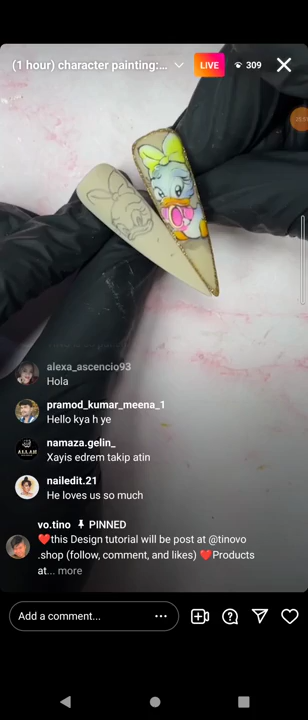 (1 hour) character painting:...
LIVE
309
alexa_ascencio93
Hola
pramod_kumar_meena_1
Hello kya h ye
namaza.gelin_
Xayis edrem takip atin
nailedit.21
He loves us so much
vo.tino PINNED
❤️this Design tutorial will be post at @tinovo
.shop (follow, comment, and likes) ❤️Products
at... more
Add a comment...